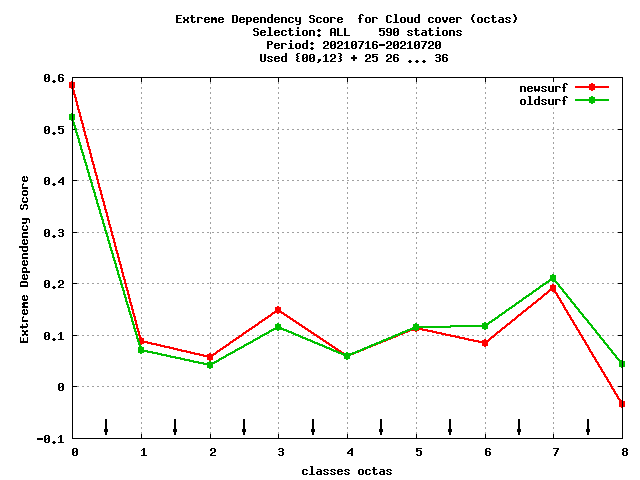 Extreme Dependency Score  for Cloud cover (octas)
Selection: ALL    590 stations
Period: 20210716-20210720
Used {00,12} + 25 26 ... 36
newsurf
oldsurf
0.6
0.5
0.4
0.3
0.2
0.1
0
-0.1
Extreme Dependency Score
0 1 2 3 4 5 6 7 8
classes octas